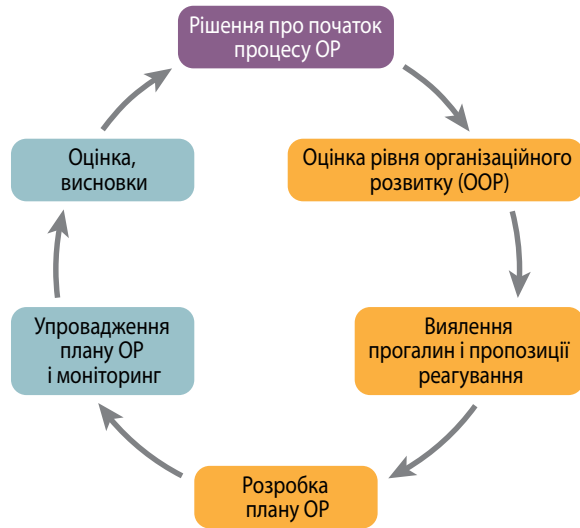 Рішення про початок
процесу ОР
Оцінка рівня організаційного
розвитку (ООР)
Виялення
прогалин і пропозиції
реагування
Розробка
плану ОР
Упровадження
плану ОР
і моніторинг
Оцінка,
висновки